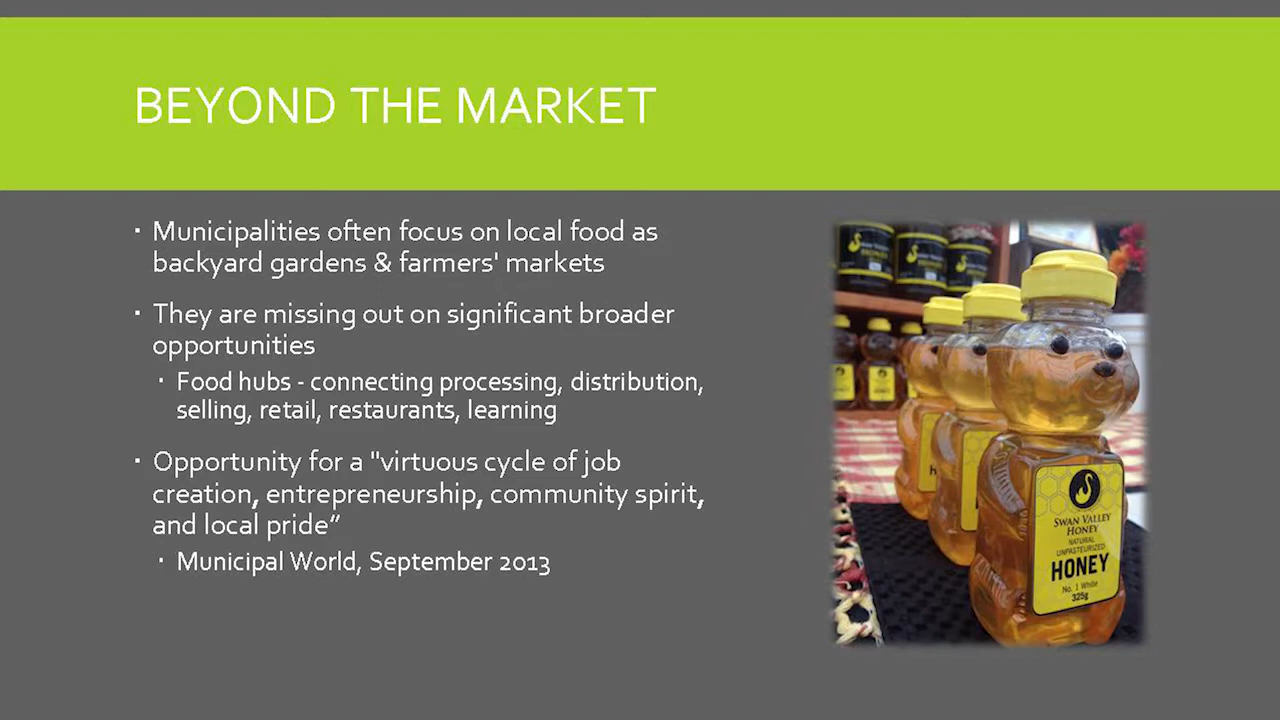 BEYOND THE MARKET
▪ Municipalities often focus on local food as
backyard gardens & farmers' markets
▪ They are missing out on significant broader
opportunities
▪ Food hubs - connecting processing, distribution,
selling, retail, restaurants, learning
▪ Opportunity for a "virtuous cycle of job
creation, entrepreneurship, community spirit,
and local pride”
▪ Municipal World, September 2013
SWAN VALLEY
HONEY
NATURAL
UNPASTEURIZED
HONEY
No. 1 White
325g